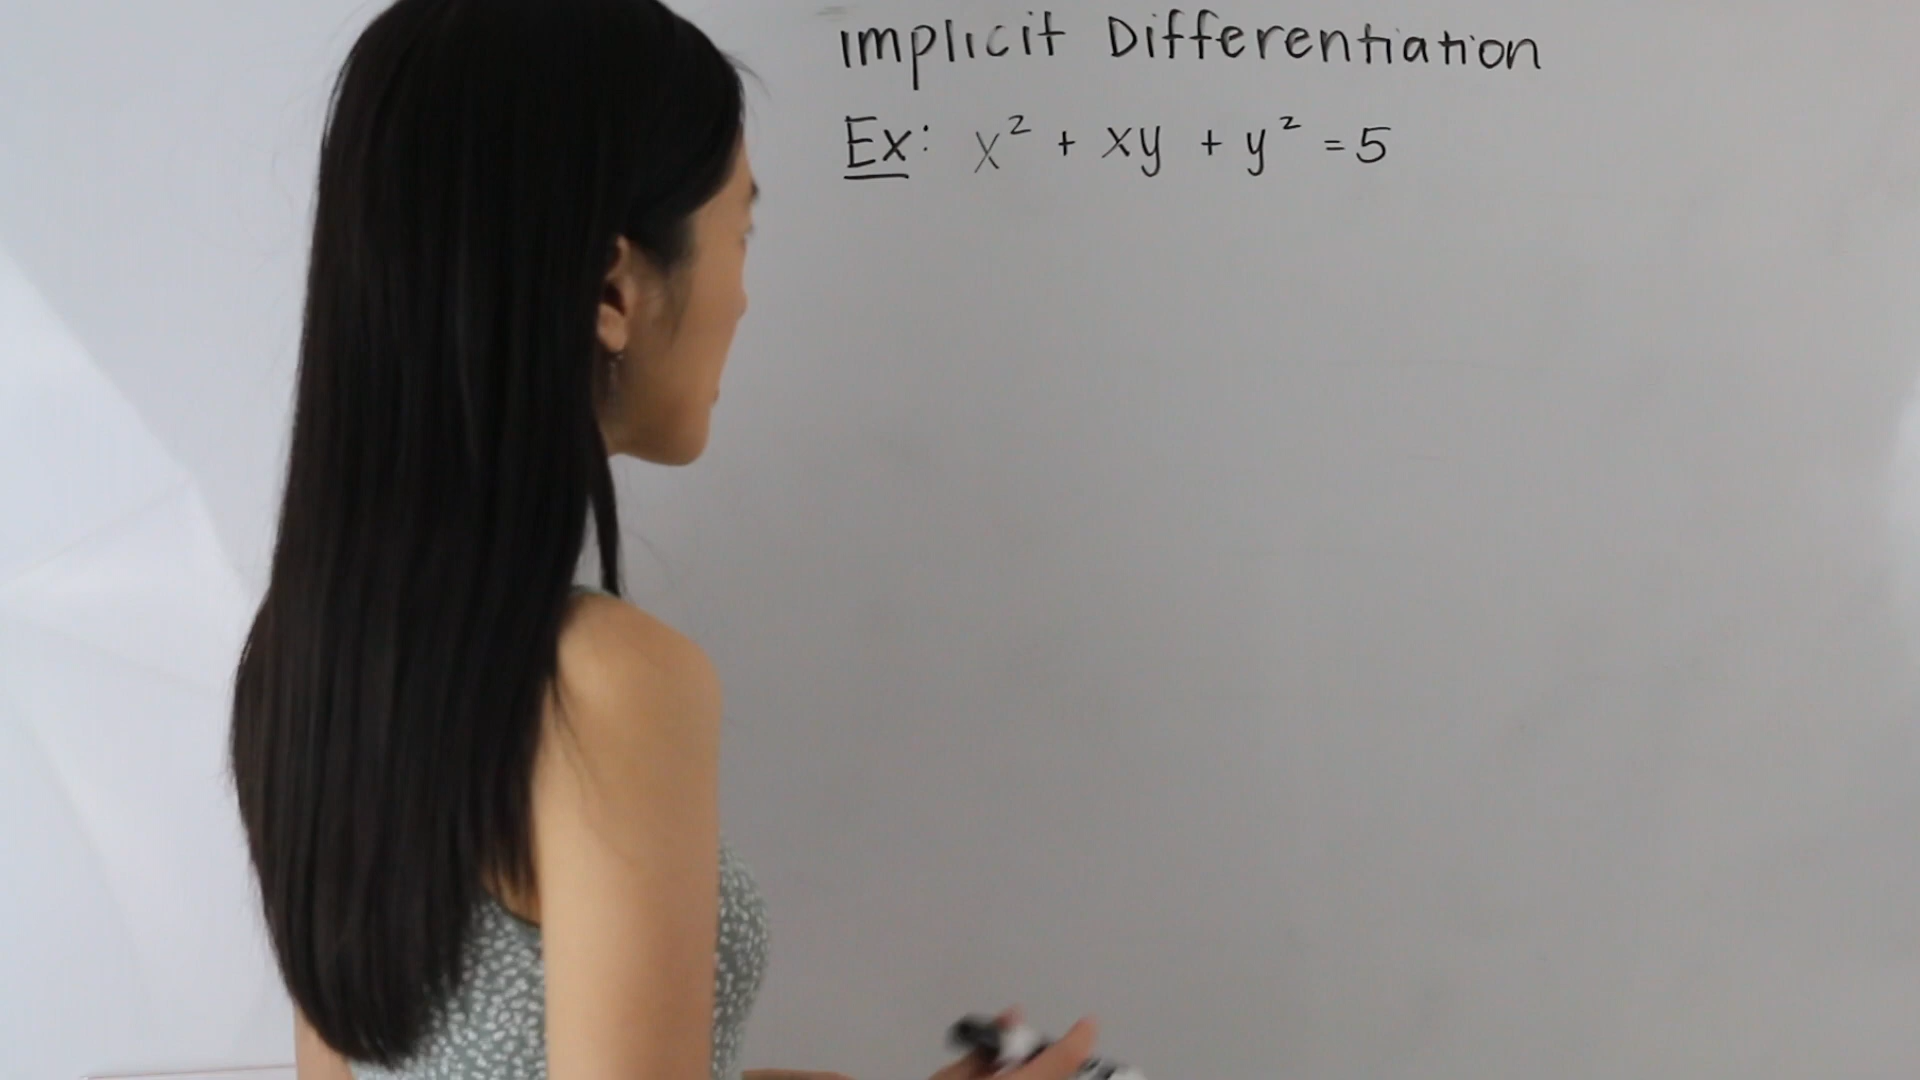 Implicit Differentiation
Ex: x² + xy + y² = 5